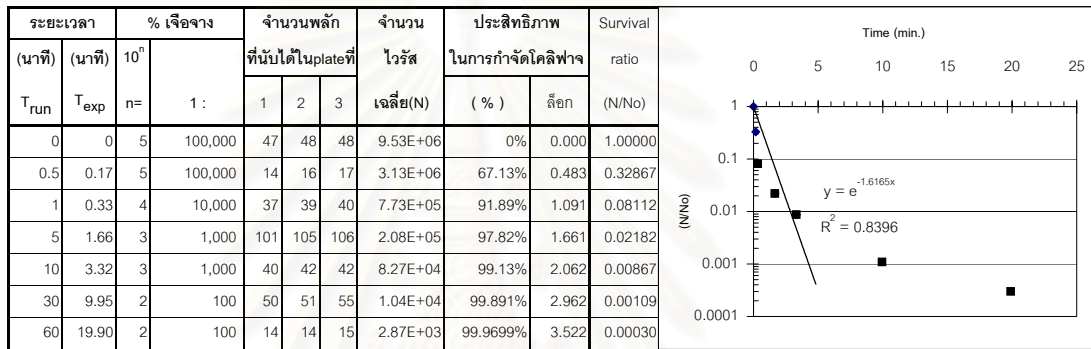 ระยะเวลา % เจือจาง จำนวนพลัก จำนวน ประสิทธิภาพ Survival
(นาที) (นาที) 10^n ที่นับได้ในplateที่ ไวรัส ในการกำจัดโคลิฟาจ ratio
T_run T_exp n= 1 : 1 2 3 เฉลี่ย(N) ( % ) ล็อก (N/No)
0 0 5 100,000 47 48 48 9.53E+06 0% 0.000 1.00000
0.5 0.17 5 100,000 14 16 17 3.13E+06 67.13% 0.483 0.32867
1 0.33 4 10,000 37 39 40 7.73E+05 91.89% 1.091 0.08112
5 1.66 3 1,000 101 105 106 2.08E+05 97.82% 1.661 0.02182
10 3.32 3 1,000 40 42 42 8.27E+04 99.13% 2.062 0.00867
30 9.95 2 100 50 51 55 1.04E+04 99.891% 2.962 0.00109
60 19.90 2 100 14 14 15 2.87E+03 99.9699% 3.522 0.00030
Time (min.)
0 5 10 15 20 25
1
0.1
0.01
0.001
0.0001
(N/No)
y = e^-1.6165x
R^2 = 0.8396